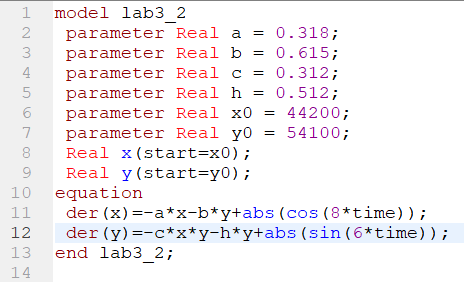 1 model lab3_2
2  parameter Real a = 0.318;
3  parameter Real b = 0.615;
4  parameter Real c = 0.312;
5  parameter Real h = 0.512;
6  parameter Real x0 = 44200;
7  parameter Real y0 = 54100;
8  Real x(start=x0);
9  Real y(start=y0);
10 equation
11  der(x)=-a*x-b*y+abs(cos(8*time));
12  der(y)=-c*x*y-h*y+abs(sin(6*time));
13 end lab3_2;
14